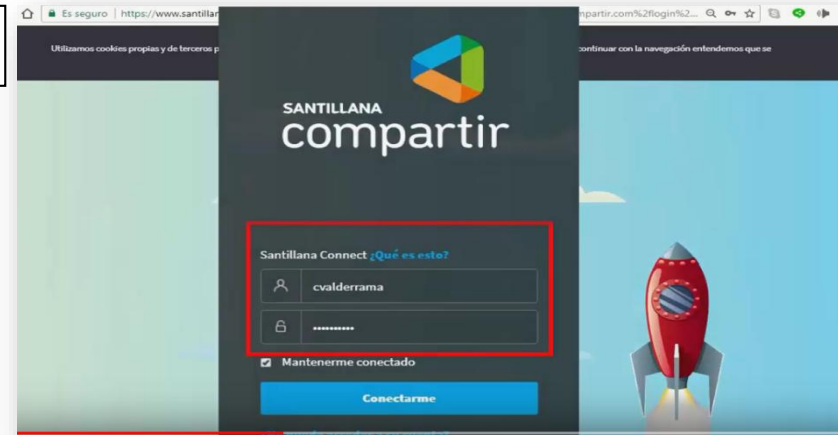 Es seguro | https://www.santillar
mpartir.com%2flogin%2...
Utilizamos cookies propias y de terceros p
continuar con la navegación entendemos que se
SANTILLANA
compartir
Santillana Connect ¿Qué es esto?
cvalderrama
••••••••••
Mantenerme conectado
Conectarme